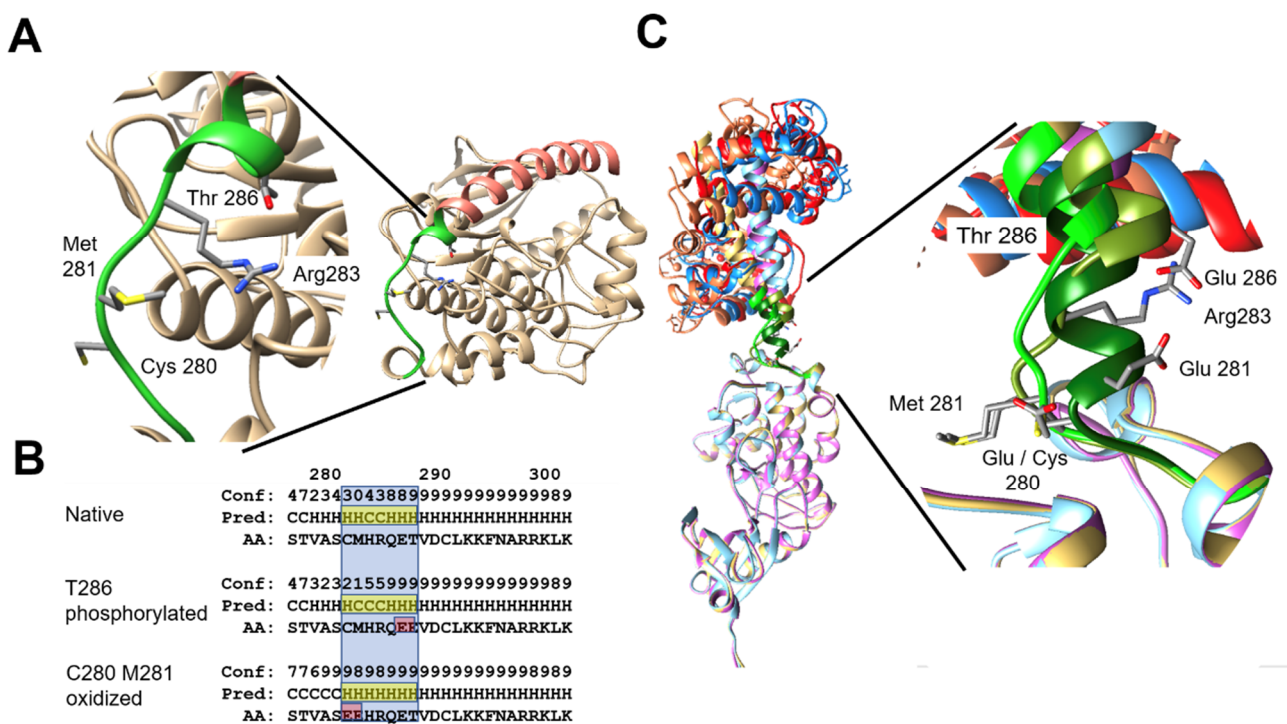 A
Thr 286
Met
281
Arg283
Cys 280
B
280 290 300
Native
Conf: 47234304388999999999999989
Pred: CCHHHHHCCHHHHHHHHHHHHHHHHH
AA: STVASCMHRQETVDCLKKFNARRKLK
T286
phosphorylated
Conf: 47323215599999999999999989
Pred: CCHHHHCCCHHHHHHHHHHHHHHHHH
AA: STVASCMHRQEEVDCLKKFNARRKLK
C280 M281
oxidized
Conf: 77699989899999999999998989
Pred: CCCCCHHHHHHHHHHHHHHHHHHHHH
AA: STVASEEHRQETVDCLKKFNARRKLK
C
Thr 286
Glu 286
Arg283
Glu 281
Met 281
Glu / Cys
280